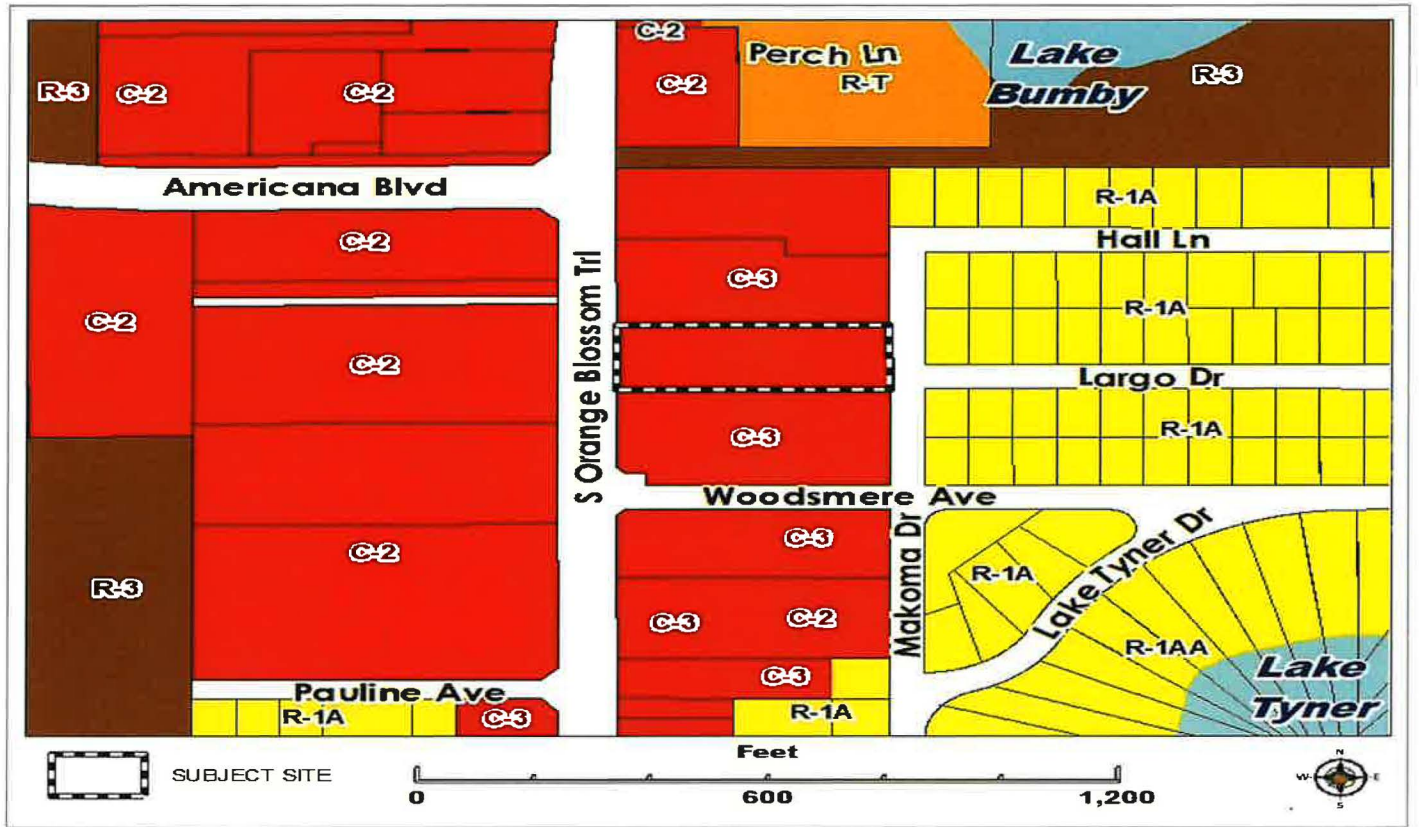 C-2
Perch Ln
Lake
Bumby
R-3
R-3
C-2
C-2
C-2
R-T
Americana Blvd
R-1A
C-2
Hall Ln
S Orange Blossom Trl
C-3
R-1A
C-2
C-2
Largo Dr
C-3
R-1A
Woodsmere Ave
C-3
Makoma Dr
Lake Tyner Dr
C-2
R-1A
R-3
C-3
C-2
R-1AA
C-3
Lake
Tyner
Pauline Ave
R-1A
C-3
R-1A
Feet
SUBJECT SITE
0
600
1,200
N
W
E
S